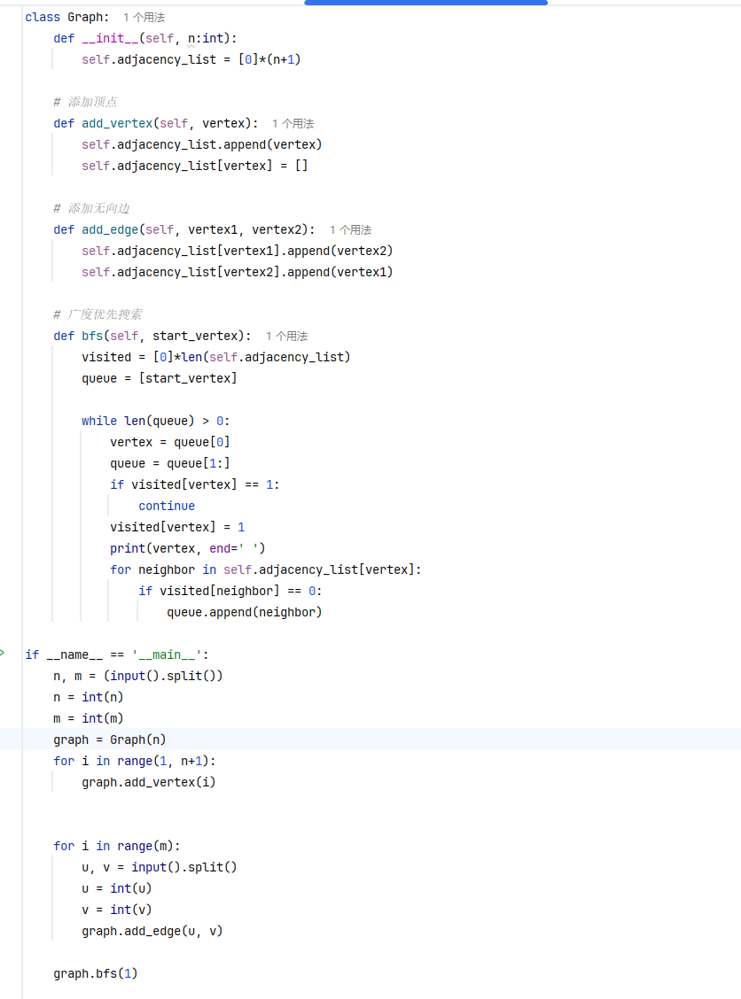 class Graph:  1 个用法
    def __init__(self, n:int):
        self.adjacency_list = [0]*(n+1)

    # 添加顶点
    def add_vertex(self, vertex):  1 个用法
        self.adjacency_list.append(vertex)
        self.adjacency_list[vertex] = []

    # 添加无向边
    def add_edge(self, vertex1, vertex2):  1 个用法
        self.adjacency_list[vertex1].append(vertex2)
        self.adjacency_list[vertex2].append(vertex1)

    # 广度优先搜索
    def bfs(self, start_vertex):  1 个用法
        visited = [0]*len(self.adjacency_list)
        queue = [start_vertex]

        while len(queue) > 0:
            vertex = queue[0]
            queue = queue[1:]
            if visited[vertex] == 1:
                continue
            visited[vertex] = 1
            print(vertex, end=' ')
            for neighbor in self.adjacency_list[vertex]:
                if visited[neighbor] == 0:
                    queue.append(neighbor)

if __name__ == '__main__':
    n, m = (input().split())
    n = int(n)
    m = int(m)
    graph = Graph(n)
    for i in range(1, n+1):
        graph.add_vertex(i)


    for i in range(m):
        u, v = input().split()
        u = int(u)
        v = int(v)
        graph.add_edge(u, v)

    graph.bfs(1)